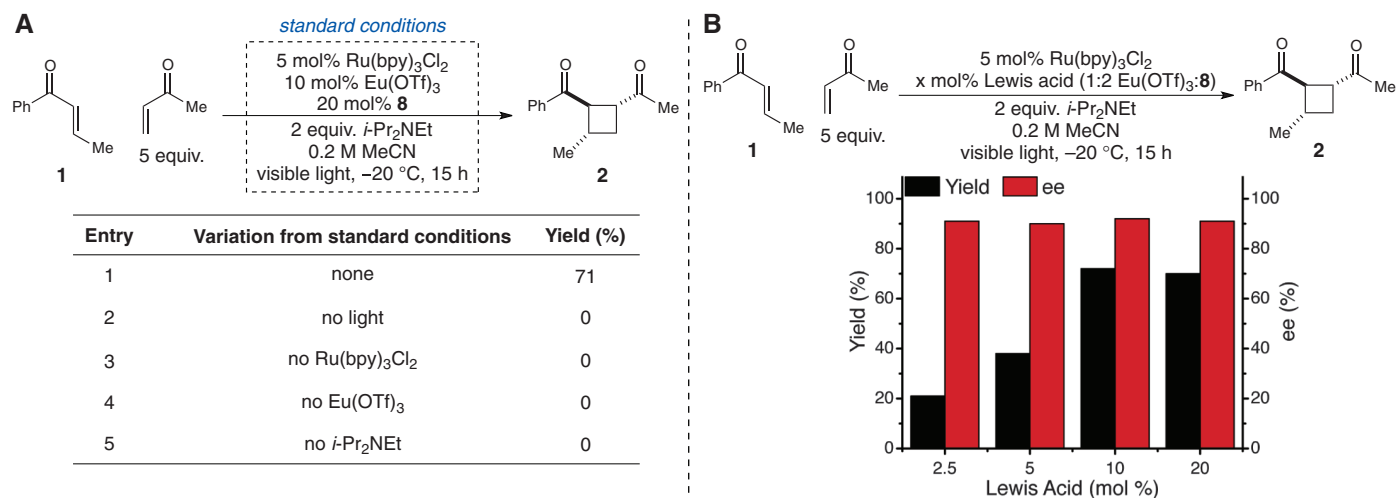 A
standard conditions
5 mol% Ru(bpy)₃Cl₂
10 mol% Eu(OTf)₃
20 mol% 8
2 equiv. i-Pr₂NEt
0.2 M MeCN
visible light, –20 °C, 15 h
O
Ph
Me
1
O
Me
5 equiv.
O
O
Ph
Me
Me
2
Entry Variation from standard conditions Yield (%)
1 none 71
2 no light 0
3 no Ru(bpy)₃Cl₂ 0
4 no Eu(OTf)₃ 0
5 no i-Pr₂NEt 0
B
5 mol% Ru(bpy)₃Cl₂
x mol% Lewis acid (1:2 Eu(OTf)₃:8)
2 equiv. i-Pr₂NEt
0.2 M MeCN
visible light, –20 °C, 15 h
O
Ph
Me
1
O
Me
5 equiv.
O
O
Ph
Me
Me
2
Yield ee
100
80
60
40
20
0
Yield (%)
100
80
60
40
20
0
ee (%)
2.5 5 10 20
Lewis Acid (mol %)